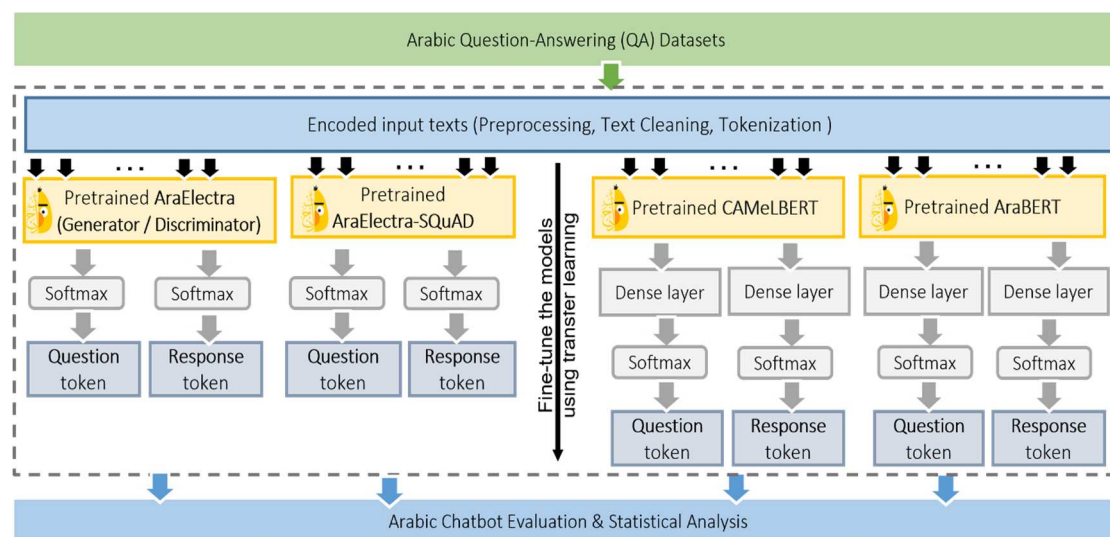 Arabic Question-Answering (QA) Datasets
Encoded input texts (Preprocessing, Text Cleaning, Tokenization )
... ... ... ...
Pretrained AraElectra
(Generator / Discriminator)
Pretrained
AraElectra-SQuAD
Fine-tune the models
using transfer learning
Pretrained CAMeLBERT
Pretrained AraBERT
Softmax
Softmax
Softmax
Softmax
Dense layer
Dense layer
Dense layer
Dense layer
Question
token
Response
token
Question
token
Response
token
Softmax
Softmax
Softmax
Softmax
Question
token
Response
token
Question
token
Response
token
Arabic Chatbot Evaluation & Statistical Analysis